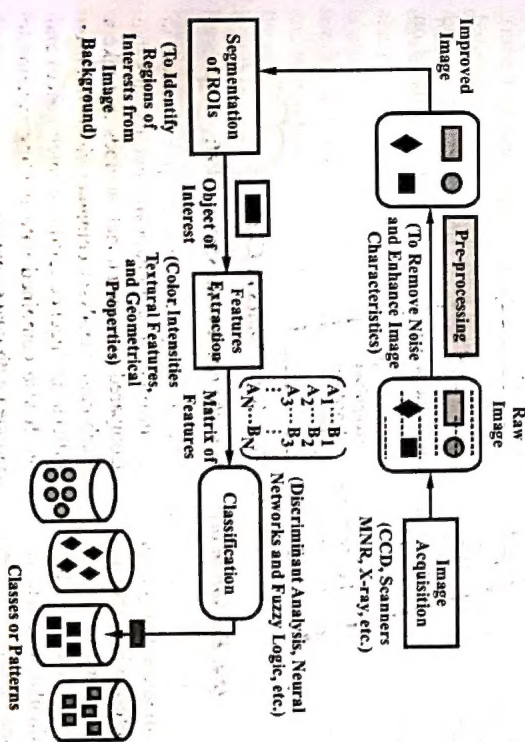 Image
Acquisition
(CCD, Scanners
MNR, X-ray, etc.)
Raw
Image
Pre-processing
(To Remove Noise
and Enhance Image
Characteristics)
Improved
Image
Segmentation
of ROIs
(To Identify
Regions of
Interests from
Image
Background)
Object of
Interest
Features
Extraction
(Color Intensities
Textural Features,
and Geometrical
Properties)
A1....B1
A2....B2
A3....B3
⋮ ⋮
AN...BN
Matrix of
Features
Classification
(Discriminant Analysis, Neural
Networks and Fuzzy Logic, etc.)
Classes or Patterns